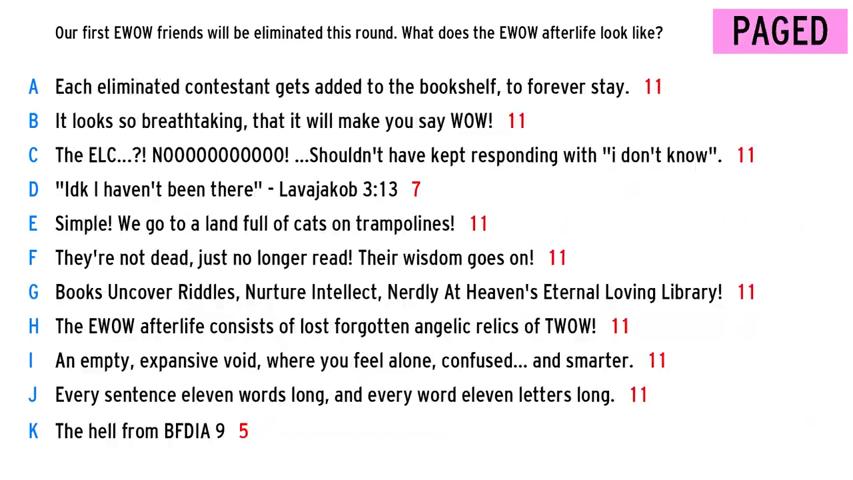 Our first EWOW friends will be eliminated this round. What does the EWOW afterlife look like?
PAGED
A Each eliminated contestant gets added to the bookshelf, to forever stay. 11
B It looks so breathtaking, that it will make you say WOW! 11
C The ELC...?! NOOOOOOOOOOO! ...Shouldn't have kept responding with "i don't know". 11
D "Idk I haven't been there" - Lavajakob 3:13 7
E Simple! We go to a land full of cats on trampolines! 11
F They're not dead, just no longer read! Their wisdom goes on! 11
G Books Uncover Riddles, Nurture Intellect, Nerdly At Heaven's Eternal Loving Library! 11
H The EWOW afterlife consists of lost forgotten angelic relics of TWOW! 11
I An empty, expansive void, where you feel alone, confused... and smarter. 11
J Every sentence eleven words long, and every word eleven letters long. 11
K The hell from BFDIA 9 5